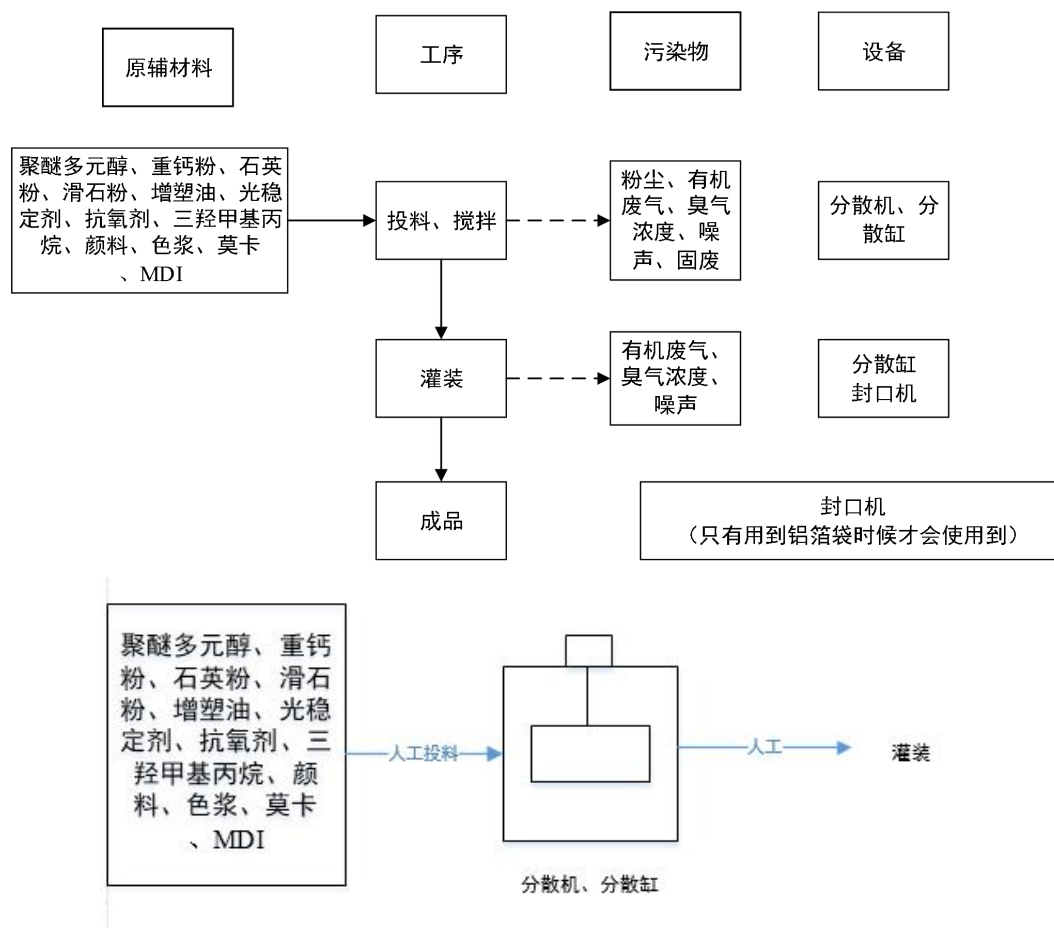 原辅材料
工序
污染物
设备
聚醚多元醇、重钙粉、石英
粉、滑石粉、增塑油、光稳
定剂、抗氧剂、三羟甲基丙
烷、颜料、色浆、莫卡
、MDI
投料、搅拌
粉尘、有机
废气、臭气
浓度、噪
声、固废
分散机、分
散缸
灌装
有机废气、
臭气浓度、
噪声
分散缸
封口机
成品
封口机
（只有用到铝箔袋时候才会使用到）
聚醚多元醇、重钙
粉、石英粉、滑石
粉、增塑油、光稳
定剂、抗氧剂、三
羟甲基丙烷、颜
料、色浆、莫卡
、MDI
人工投料
人工
灌装
分散机、分散缸